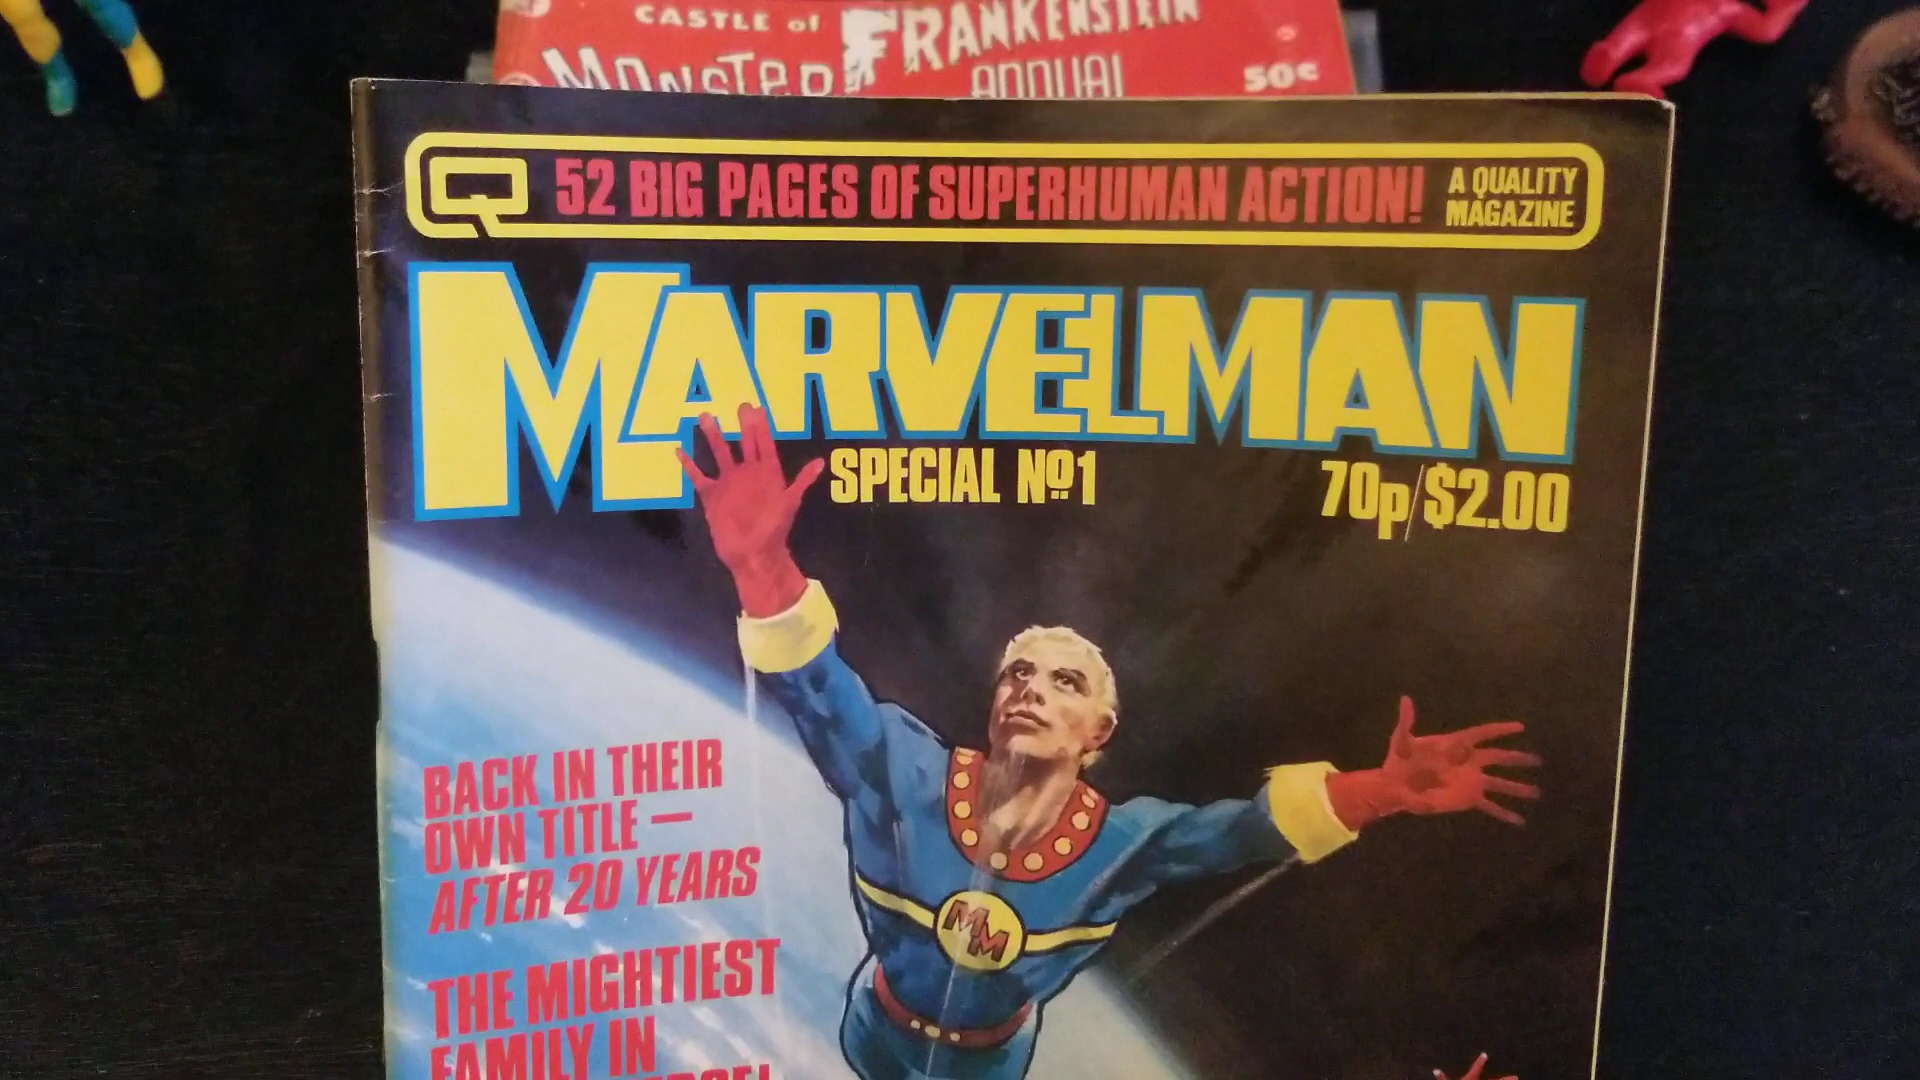 CASTLE of FRANKENSTEIN
MONSTER ANNUAL
50¢
Q 52 BIG PAGES OF SUPERHUMAN ACTION!
A QUALITY
MAGAZINE
MARVELMAN
SPECIAL Nº1
70p/$2.00
BACK IN THEIR
OWN TITLE —
AFTER 20 YEARS
MM
THE MIGHTIEST
FAMILY IN